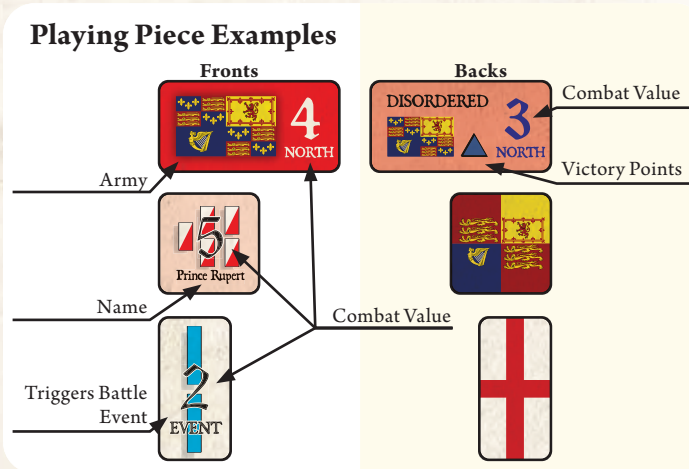 Playing Piece Examples
Fronts
Backs
4
NORTH
DISORDERED
3
NORTH
Combat Value
Victory Points
Army
5
Prince Rupert
Name
Combat Value
2
EVENT
Triggers Battle
Event